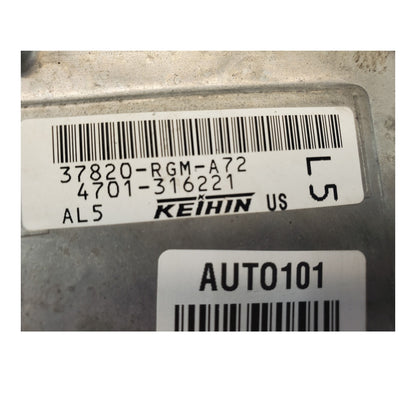 37820-RGM-A72
4701-316221
AL5 KEIHIN US
L5
AUTO101